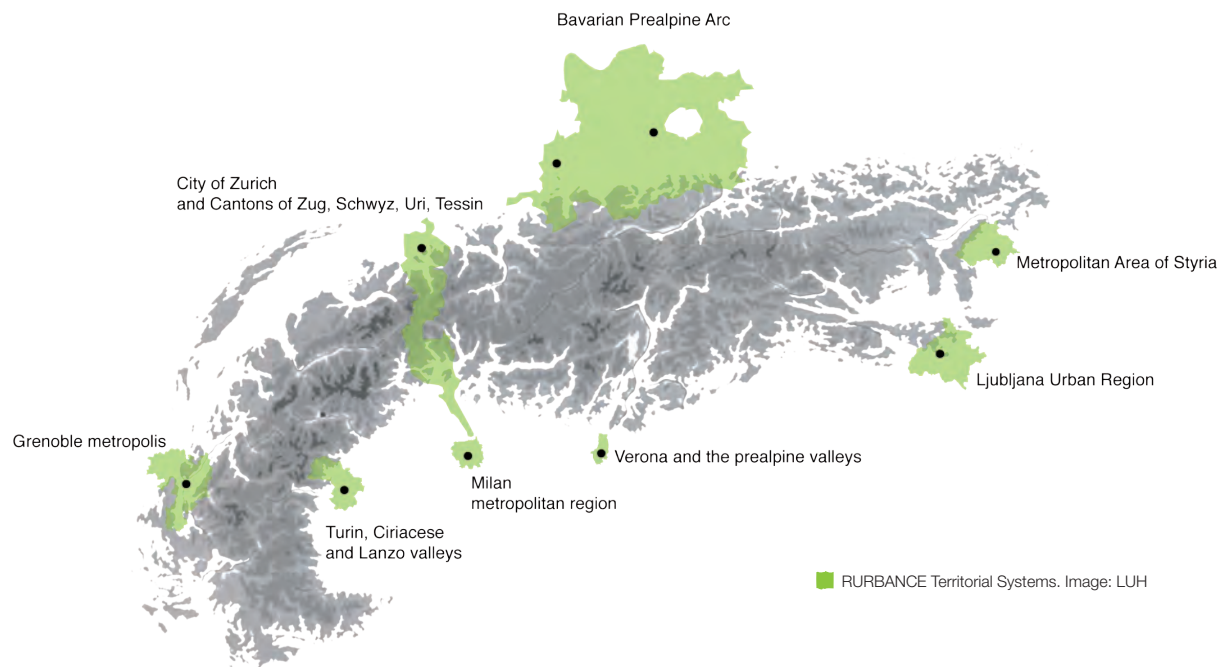 Bavarian Prealpine Arc
City of Zurich
and Cantons of Zug, Schwyz, Uri, Tessin
Metropolitan Area of Styria
Ljubljana Urban Region
Grenoble metropolis
Verona and the prealpine valleys
Milan
metropolitan region
Turin, Ciriacese
and Lanzo valleys
RURBANCE Territorial Systems. Image: LUH